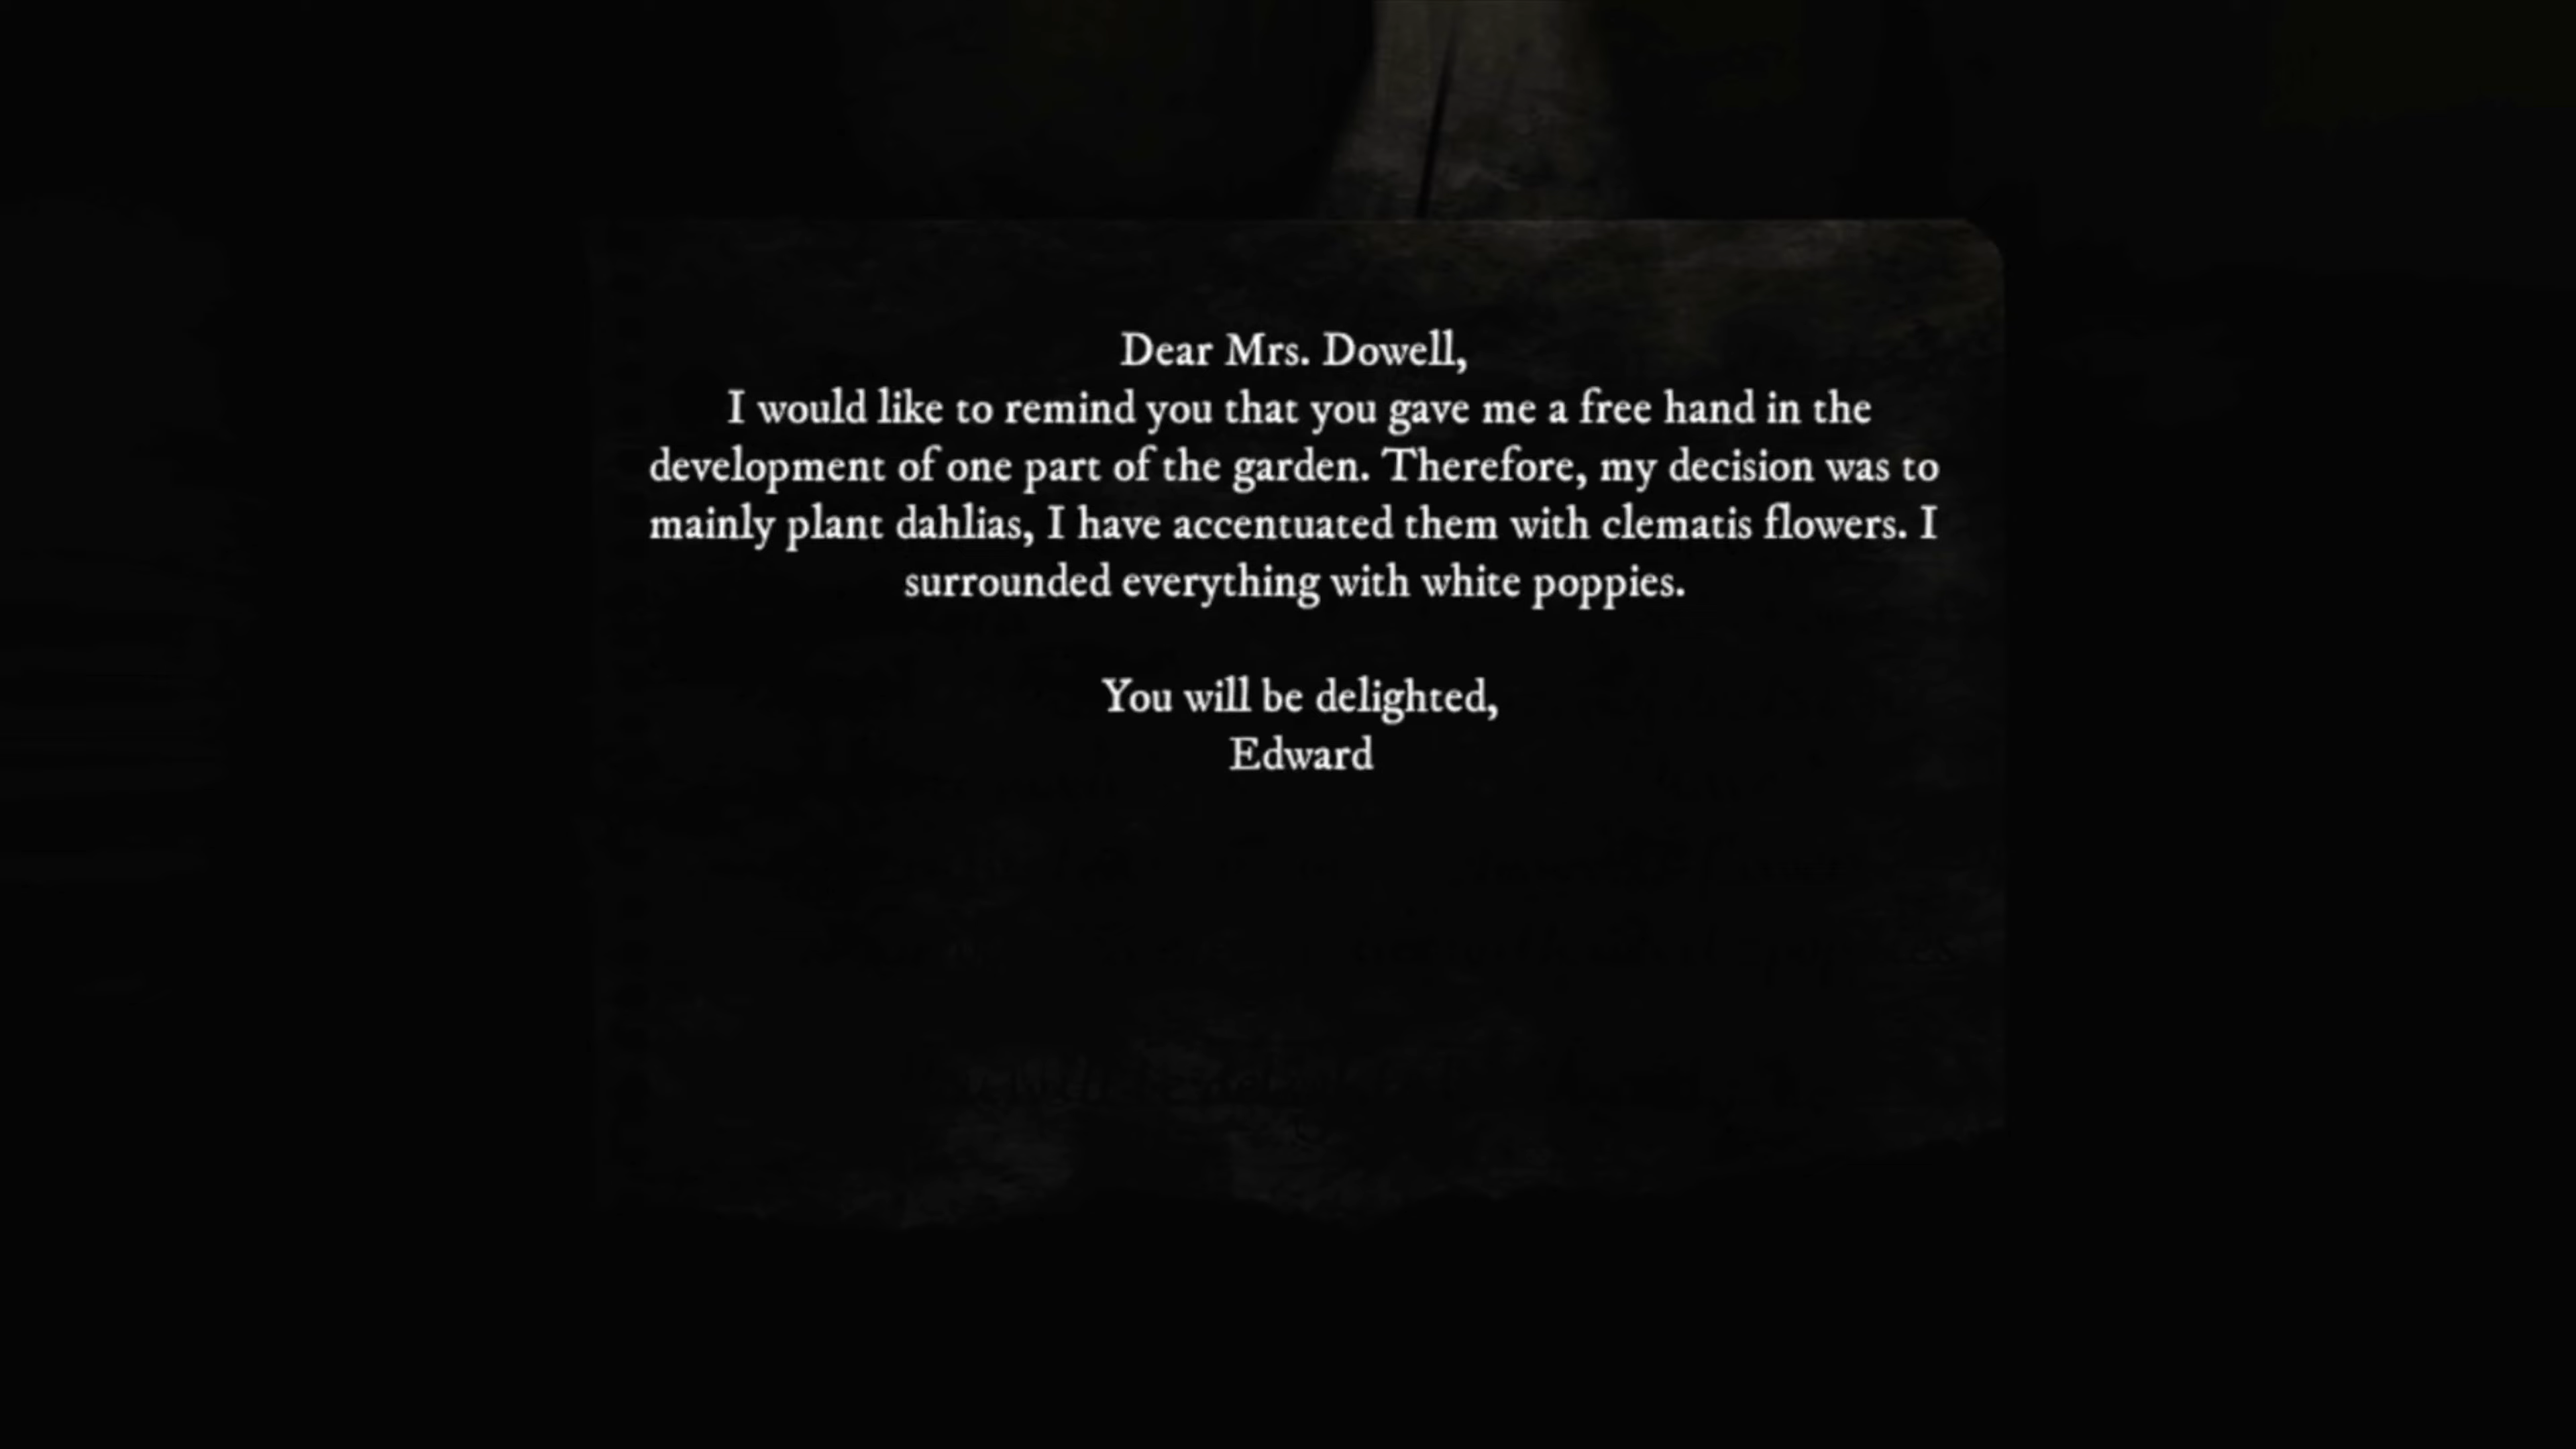 Dear Mrs. Dowell,
I would like to remind you that you gave me a free hand in the
development of one part of the garden. Therefore, my decision was to
mainly plant dahlias, I have accentuated them with clematis flowers. I
surrounded everything with white poppies.
You will be delighted,
Edward